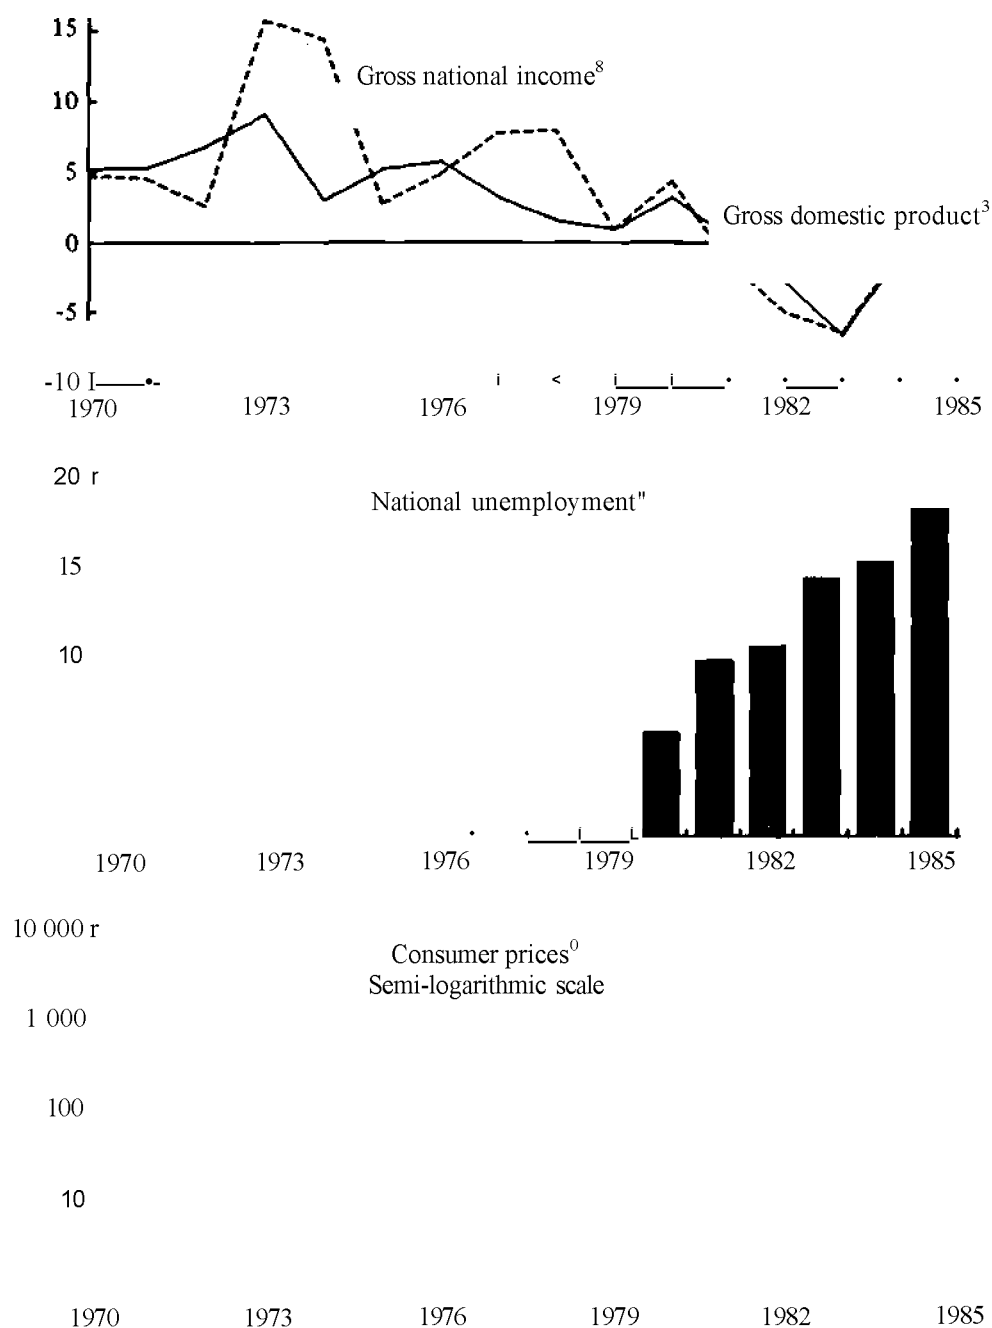 15
Gross national income⁸
10
5
Gross domestic product³
0
-5
-10
1970 1973 1976 1979 1982 1985
20
National unemployment"
15
10
1970 1973 1976 1979 1982 1985
10 000
Consumer prices⁰
Semi-logarithmic scale
1 000
100
10
1970 1973 1976 1979 1982 1985